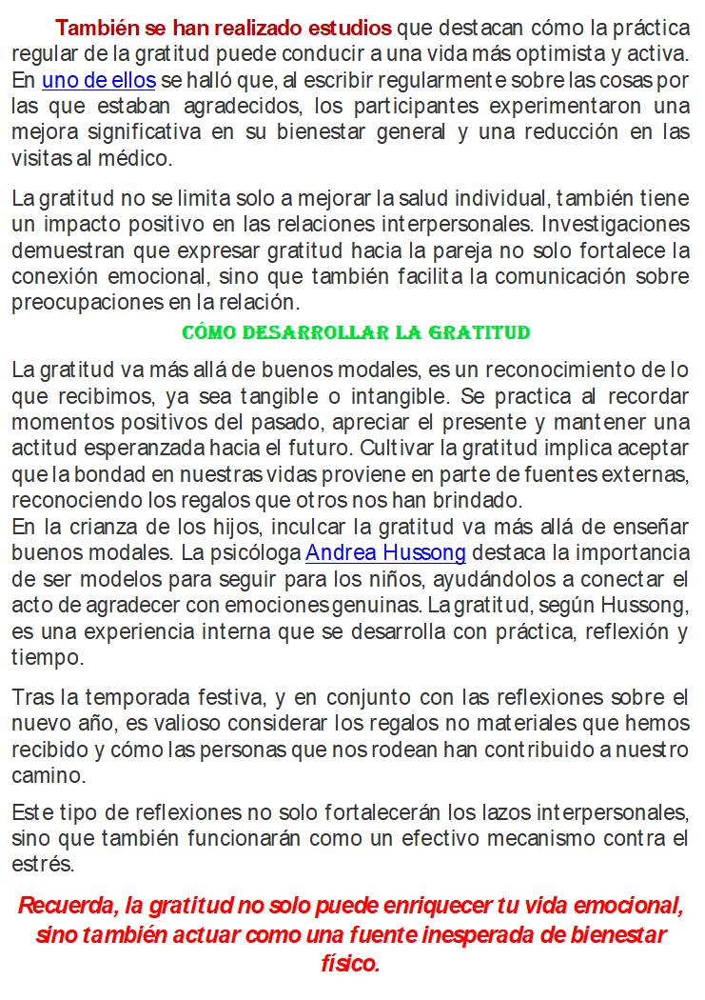 También se han realizado estudios que destacan cómo la práctica
regular de la gratitud puede conducir a una vida más optimista y activa.
En uno de ellos se halló que, al escribir regularmente sobre las cosas por
las que estaban agradecidos, los participantes experimentaron una
mejora significativa en su bienestar general y una reducción en las
visitas al médico.
La gratitud no se limita solo a mejorar la salud individual, también tiene
un impacto positivo en las relaciones interpersonales. Investigaciones
demuestran que expresar gratitud hacia la pareja no solo fortalece la
conexión emocional, sino que también facilita la comunicación sobre
preocupaciones en la relación.
CÓMO DESARROLLAR LA GRATITUD
La gratitud va más allá de buenos modales, es un reconocimiento de lo
que recibimos, ya sea tangible o intangible. Se practica al recordar
momentos positivos del pasado, apreciar el presente y mantener una
actitud esperanzada hacia el futuro. Cultivar la gratitud implica aceptar
que la bondad en nuestras vidas proviene en parte de fuentes externas,
reconociendo los regalos que otros nos han brindado.
En la crianza de los hijos, inculcar la gratitud va más allá de enseñar
buenos modales. La psicóloga Andrea Hussong destaca la importancia
de ser modelos para seguir para los niños, ayudándolos a conectar el
acto de agradecer con emociones genuinas. La gratitud, según Hussong,
es una experiencia interna que se desarrolla con práctica, reflexión y
tiempo.
Tras la temporada festiva, y en conjunto con las reflexiones sobre el
nuevo año, es valioso considerar los regalos no materiales que hemos
recibido y cómo las personas que nos rodean han contribuido a nuestro
camino.
Este tipo de reflexiones no solo fortalecerán los lazos interpersonales,
sino que también funcionarán como un efectivo mecanismo contra el
estrés.
Recuerda, la gratitud no solo puede enriquecer tu vida emocional,
sino también actuar como una fuente inesperada de bienestar
físico.